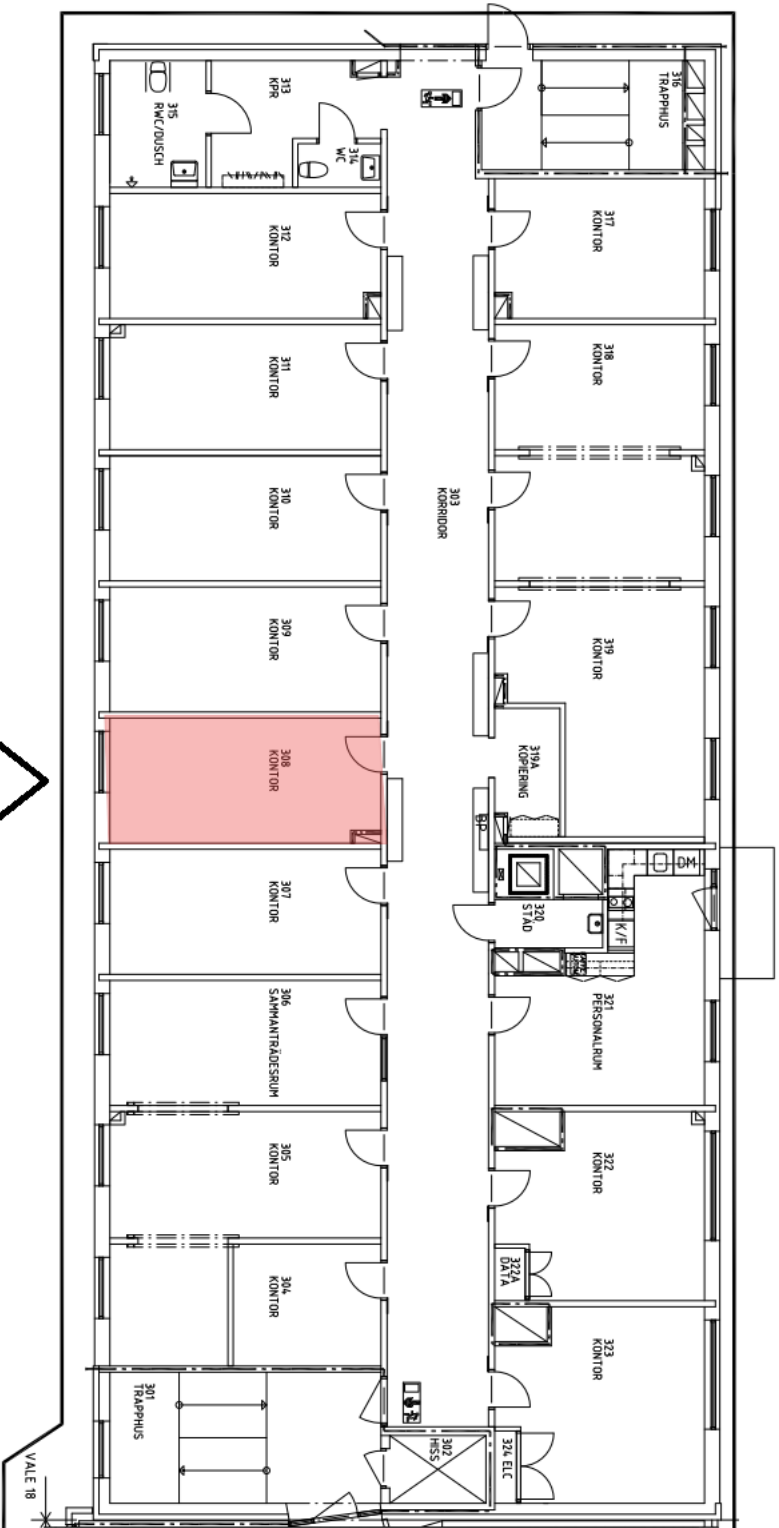 316
TRAPPHUS
313
KPR
315
RWC/DUSCH
314
WC
312
KONTOR
317
KONTOR
311
KONTOR
318
KONTOR
310
KONTOR
303
KORRIDOR
309
KONTOR
319
KONTOR
308
KONTOR
319A
KOPIERING
BP
DM
307
KONTOR
320
STÄD
K/F
306
SAMMANTRÄDESRUM
321
PERSONALRUM
305
KONTOR
322
KONTOR
322A
DATA
304
KONTOR
323
KONTOR
301
TRAPPHUS
302
HISS
324 ELC
VALE 18